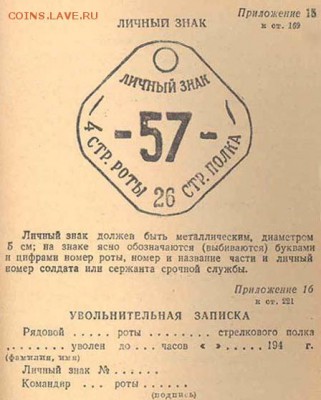 COINS.LAVE.RU
Приложение 15
к ст. 169
ЛИЧНЫЙ ЗНАК
ЛИЧНЫЙ ЗНАК
-57-
4 СТР. РОТЫ 26 СТР. ПОЛКА
Личный знак должен быть металлическим, диаметром
5 см; на знаке ясно обозначаются (выбиваются) буквами
и цифрами номер роты, номер и название части и личный
номер солдата или сержанта срочной службы.
Приложение 16
к ст. 221
УВОЛЬНИТЕЛЬНАЯ ЗАПИСКА
Рядовой ..... роты ....... стрелкового полка
........ уволен до... часов « » ..... 194 г.
(фамилия, имя)
Личный знак № ......
Командир ... роты ......
(подпись)